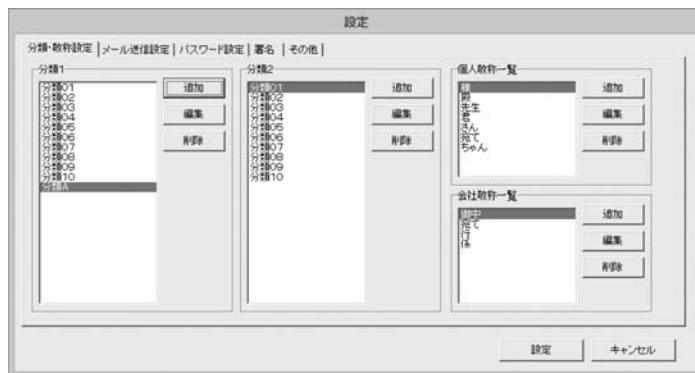 設定
分類・敬称設定 メール送信設定 パスワード設定 署名 その他
分類1
分類01
分類02
分類03
分類04
分類05
分類06
分類07
分類08
分類09
分類10
分類A
追加
編集
削除
分類2
分類01
分類02
分類03
分類04
分類05
分類06
分類07
分類08
分類09
分類10
追加
編集
削除
個人敬称一覧
様
殿
先生
君
さん
宛て
ちゃん
追加
編集
削除
会社敬称一覧
御中
宛て
行
係
追加
編集
削除
設定
キャンセル